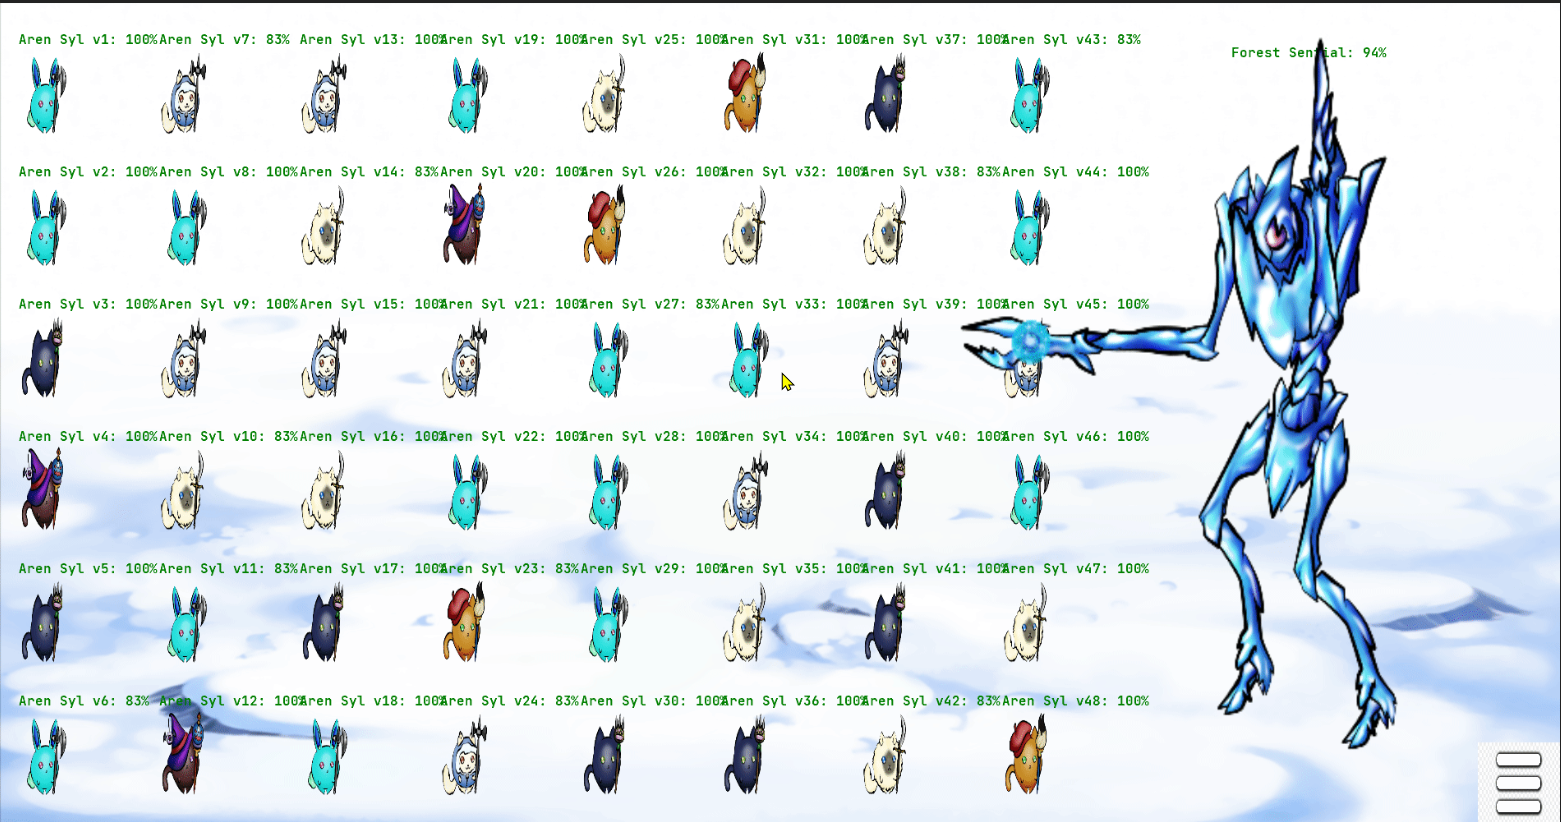 Aren Syl v1: 100% Aren Syl v7: 83% Aren Syl v13: 100% Aren Syl v19: 100% Aren Syl v25: 100% Aren Syl v31: 100% Aren Syl v37: 100% Aren Syl v43: 83%
Forest Sential: 94%
Aren Syl v2: 100% Aren Syl v8: 100% Aren Syl v14: 83% Aren Syl v20: 100% Aren Syl v26: 100% Aren Syl v32: 100% Aren Syl v38: 83% Aren Syl v44: 100%
Aren Syl v3: 100% Aren Syl v9: 100% Aren Syl v15: 100% Aren Syl v21: 100% Aren Syl v27: 83% Aren Syl v33: 100% Aren Syl v39: 100% Aren Syl v45: 100%
Aren Syl v4: 100% Aren Syl v10: 83% Aren Syl v16: 100% Aren Syl v22: 100% Aren Syl v28: 100% Aren Syl v34: 100% Aren Syl v40: 100% Aren Syl v46: 100%
Aren Syl v5: 100% Aren Syl v11: 83% Aren Syl v17: 100% Aren Syl v23: 83% Aren Syl v29: 100% Aren Syl v35: 100% Aren Syl v41: 100% Aren Syl v47: 100%
Aren Syl v6: 83% Aren Syl v12: 100% Aren Syl v18: 100% Aren Syl v24: 83% Aren Syl v30: 100% Aren Syl v36: 100% Aren Syl v42: 83% Aren Syl v48: 100%